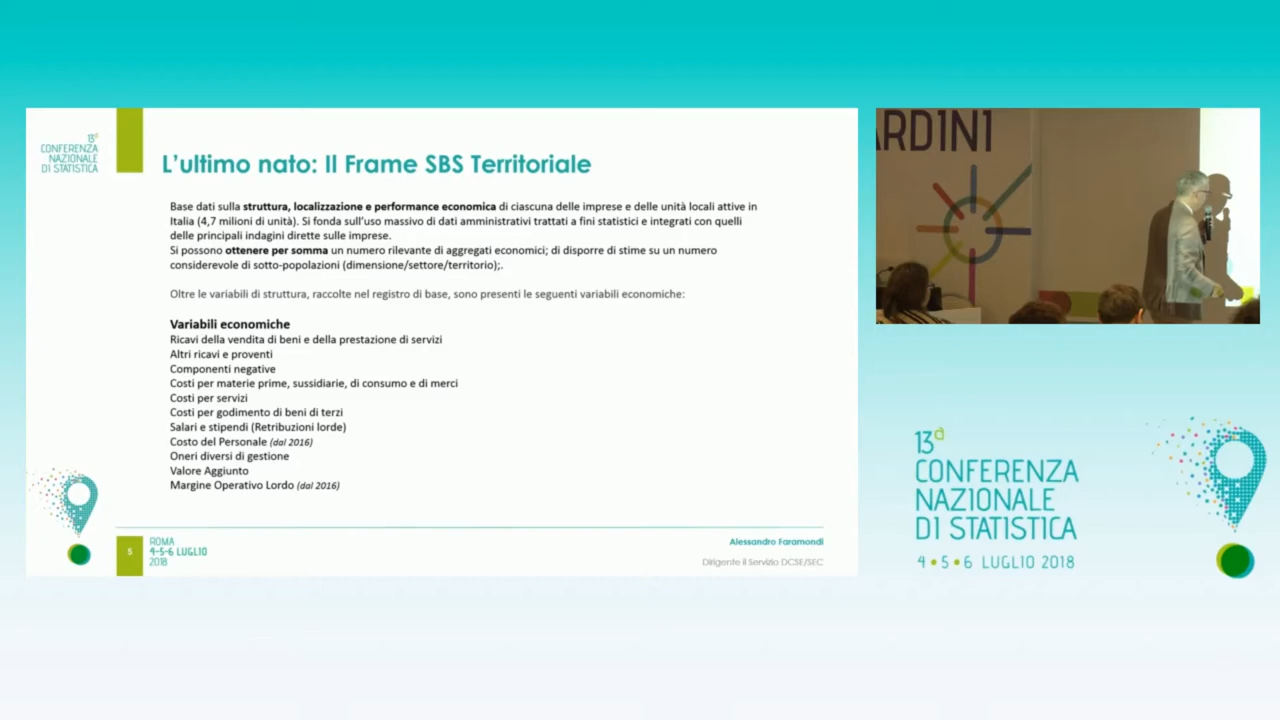 13a
CONFERENZA
NAZIONALE
DI STATISTICA
L'ultimo nato: Il Frame SBS Territoriale
Base dati sulla struttura, localizzazione e performance economica di ciascuna delle imprese e delle unità locali attive in
Italia (4,7 milioni di unità). Si fonda sull'uso massivo di dati amministrativi trattati a fini statistici e integrati con quelli
delle principali indagini dirette sulle imprese.
Si possono ottenere per somma un numero rilevante di aggregati economici; di disporre di stime su un numero
considerevole di sotto-popolazioni (dimensione/settore/territorio);.
Oltre le variabili di struttura, raccolte nel registro di base, sono presenti le seguenti variabili economiche:
Variabili economiche
Ricavi della vendita di beni e della prestazione di servizi
Altri ricavi e proventi
Componenti negative
Costi per materie prime, sussidiarie, di consumo e di merci
Costi per servizi
Costi per godimento di beni di terzi
Salari e stipendi (Retribuzioni lorde)
Costo del Personale (dal 2016)
Oneri diversi di gestione
Valore Aggiunto
Margine Operativo Lordo (dal 2016)
5
ROMA
4-5-6 LUGLIO
2018
Alessandro Faramondi
Dirigente il Servizio DCSE/SEC
ARDINI
13a
CONFERENZA
NAZIONALE
DI STATISTICA
4 • 5 • 6 LUGLIO 2018